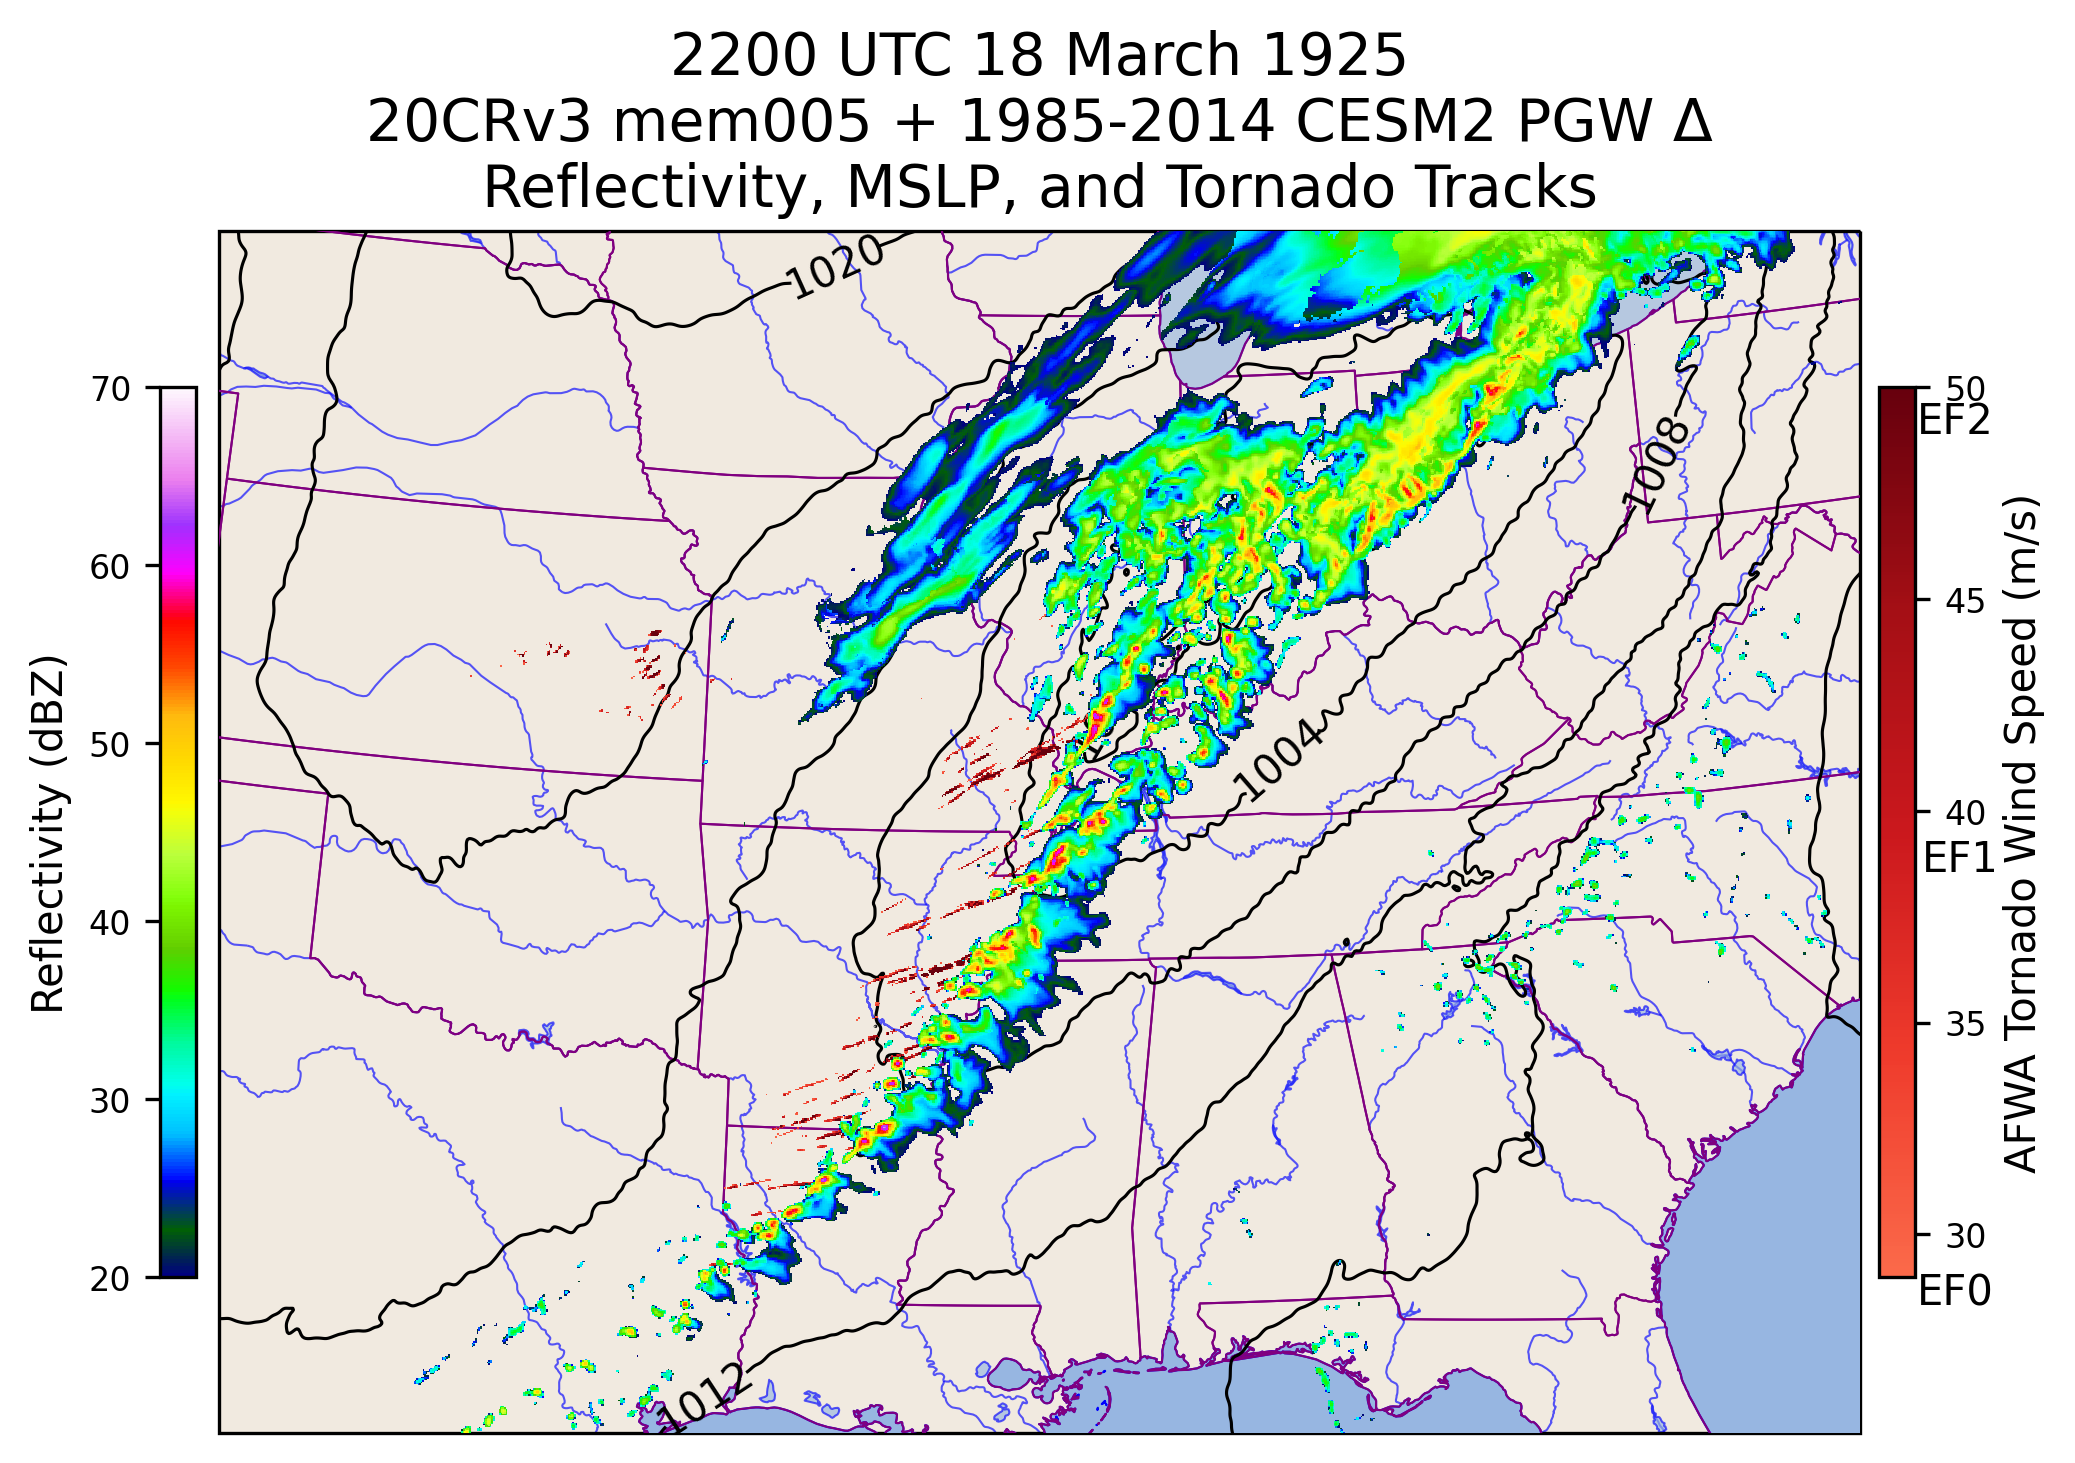 2200 UTC 18 March 1925
20CRv3 mem005 + 1985-2014 CESM2 PGW Δ
Reflectivity, MSLP, and Tornado Tracks
1020
1008
1004
1012
70
60
50
40
30
20
Reflectivity (dBZ)
50
EF2
45
40
EF1
35
30
EF0
AFWA Tornado Wind Speed (m/s)